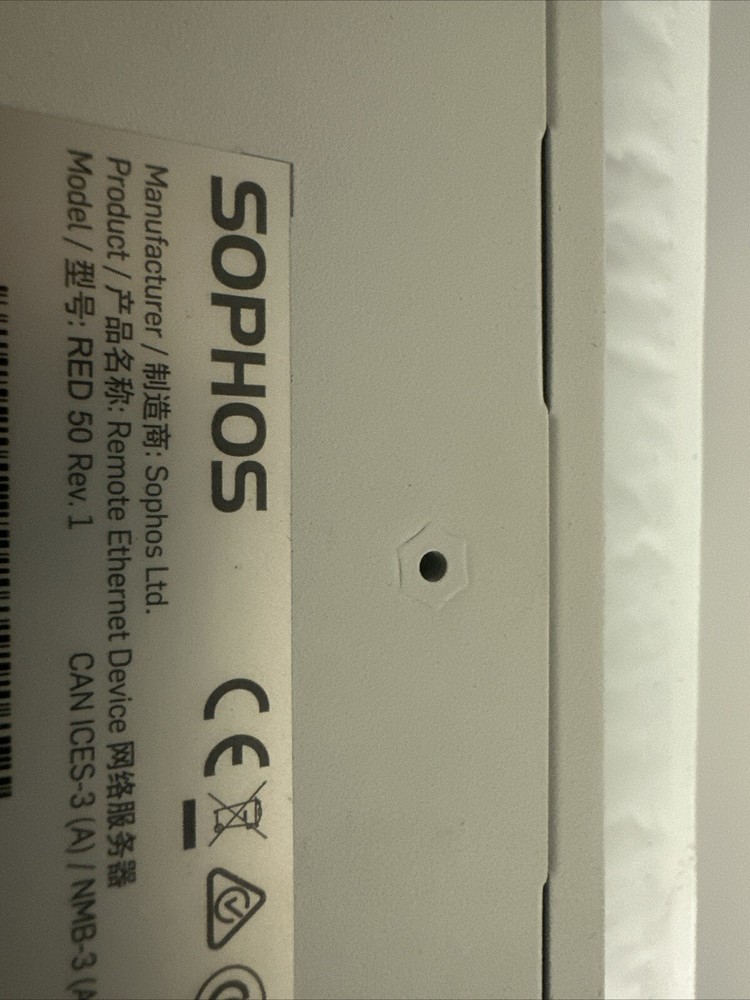 SOPHOS
Manufacturer / 制造商: Sophos Ltd.
Product / 产品名称: Remote Ethernet Device 网络服务器
Model / 型号: RED 50 Rev. 1 CAN ICES-3 (A) / NMB-3 (A
CE